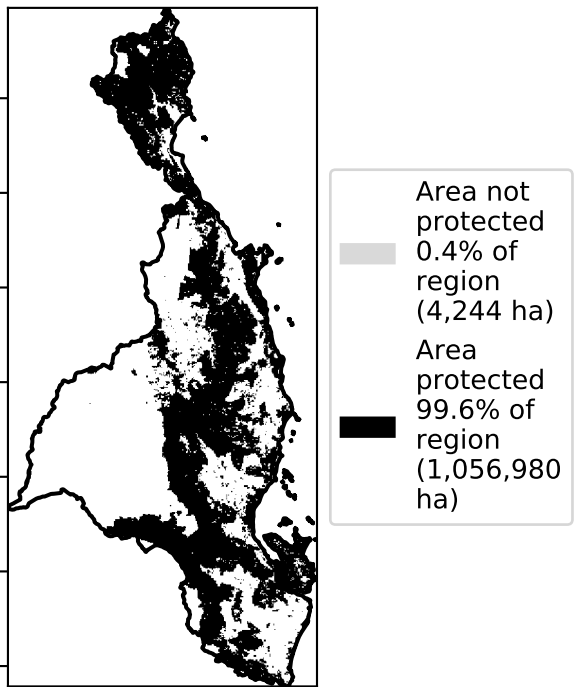 Area not
protected
0.4% of
region
(4,244 ha)
Area
protected
99.6% of
region
(1,056,980
ha)